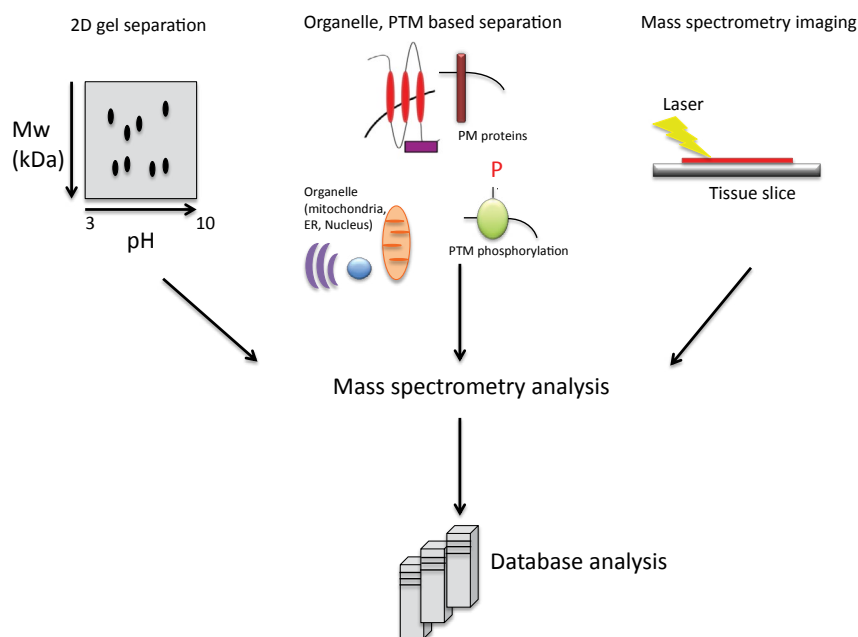 2D gel separation
Organelle, PTM based separation
Mass spectrometry imaging
Mw
(kDa)
3
10
pH
PM proteins
Organelle
(mitochondria,
ER, Nucleus)
P
PTM phosphorylation
Laser
Tissue slice
Mass spectrometry analysis
Database analysis